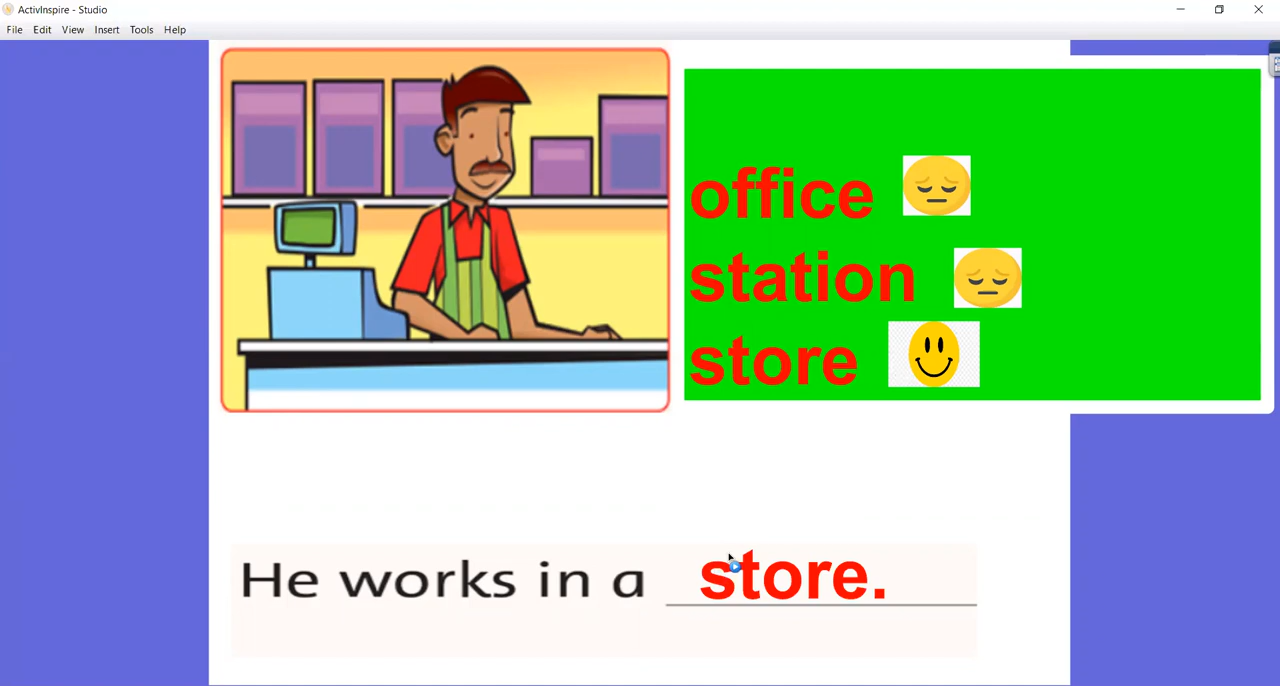 ActivInspire - Studio
File Edit View Insert Tools Help
office
station
store
He works in a store.